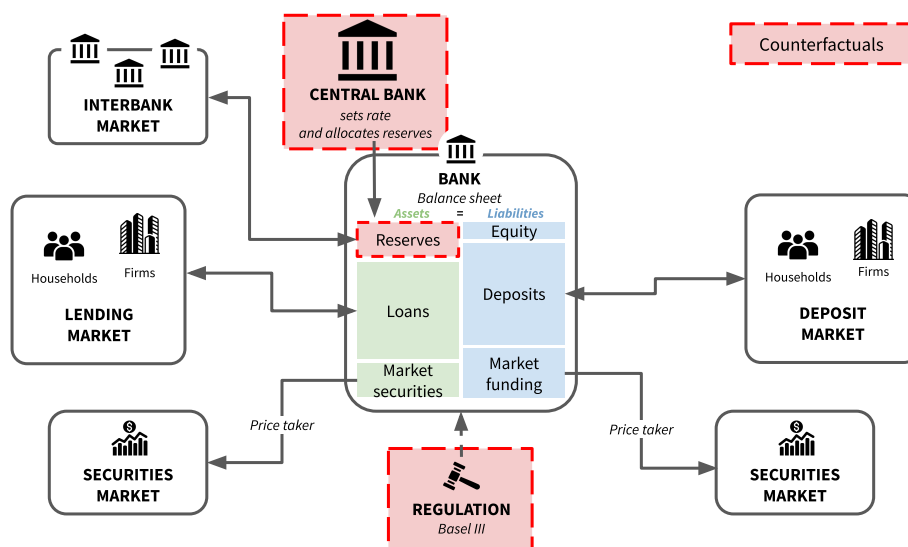 Counterfactuals
INTERBANK
MARKET
CENTRAL BANK
sets rate
and allocates reserves
BANK
Balance sheet
Assets = Liabilities
Reserves
Equity
Loans
Deposits
Market
securities
Market
funding
Households
Firms
LENDING
MARKET
Households
Firms
DEPOSIT
MARKET
Price taker
Price taker
$
SECURITIES
MARKET
REGULATION
Basel III
$
SECURITIES
MARKET